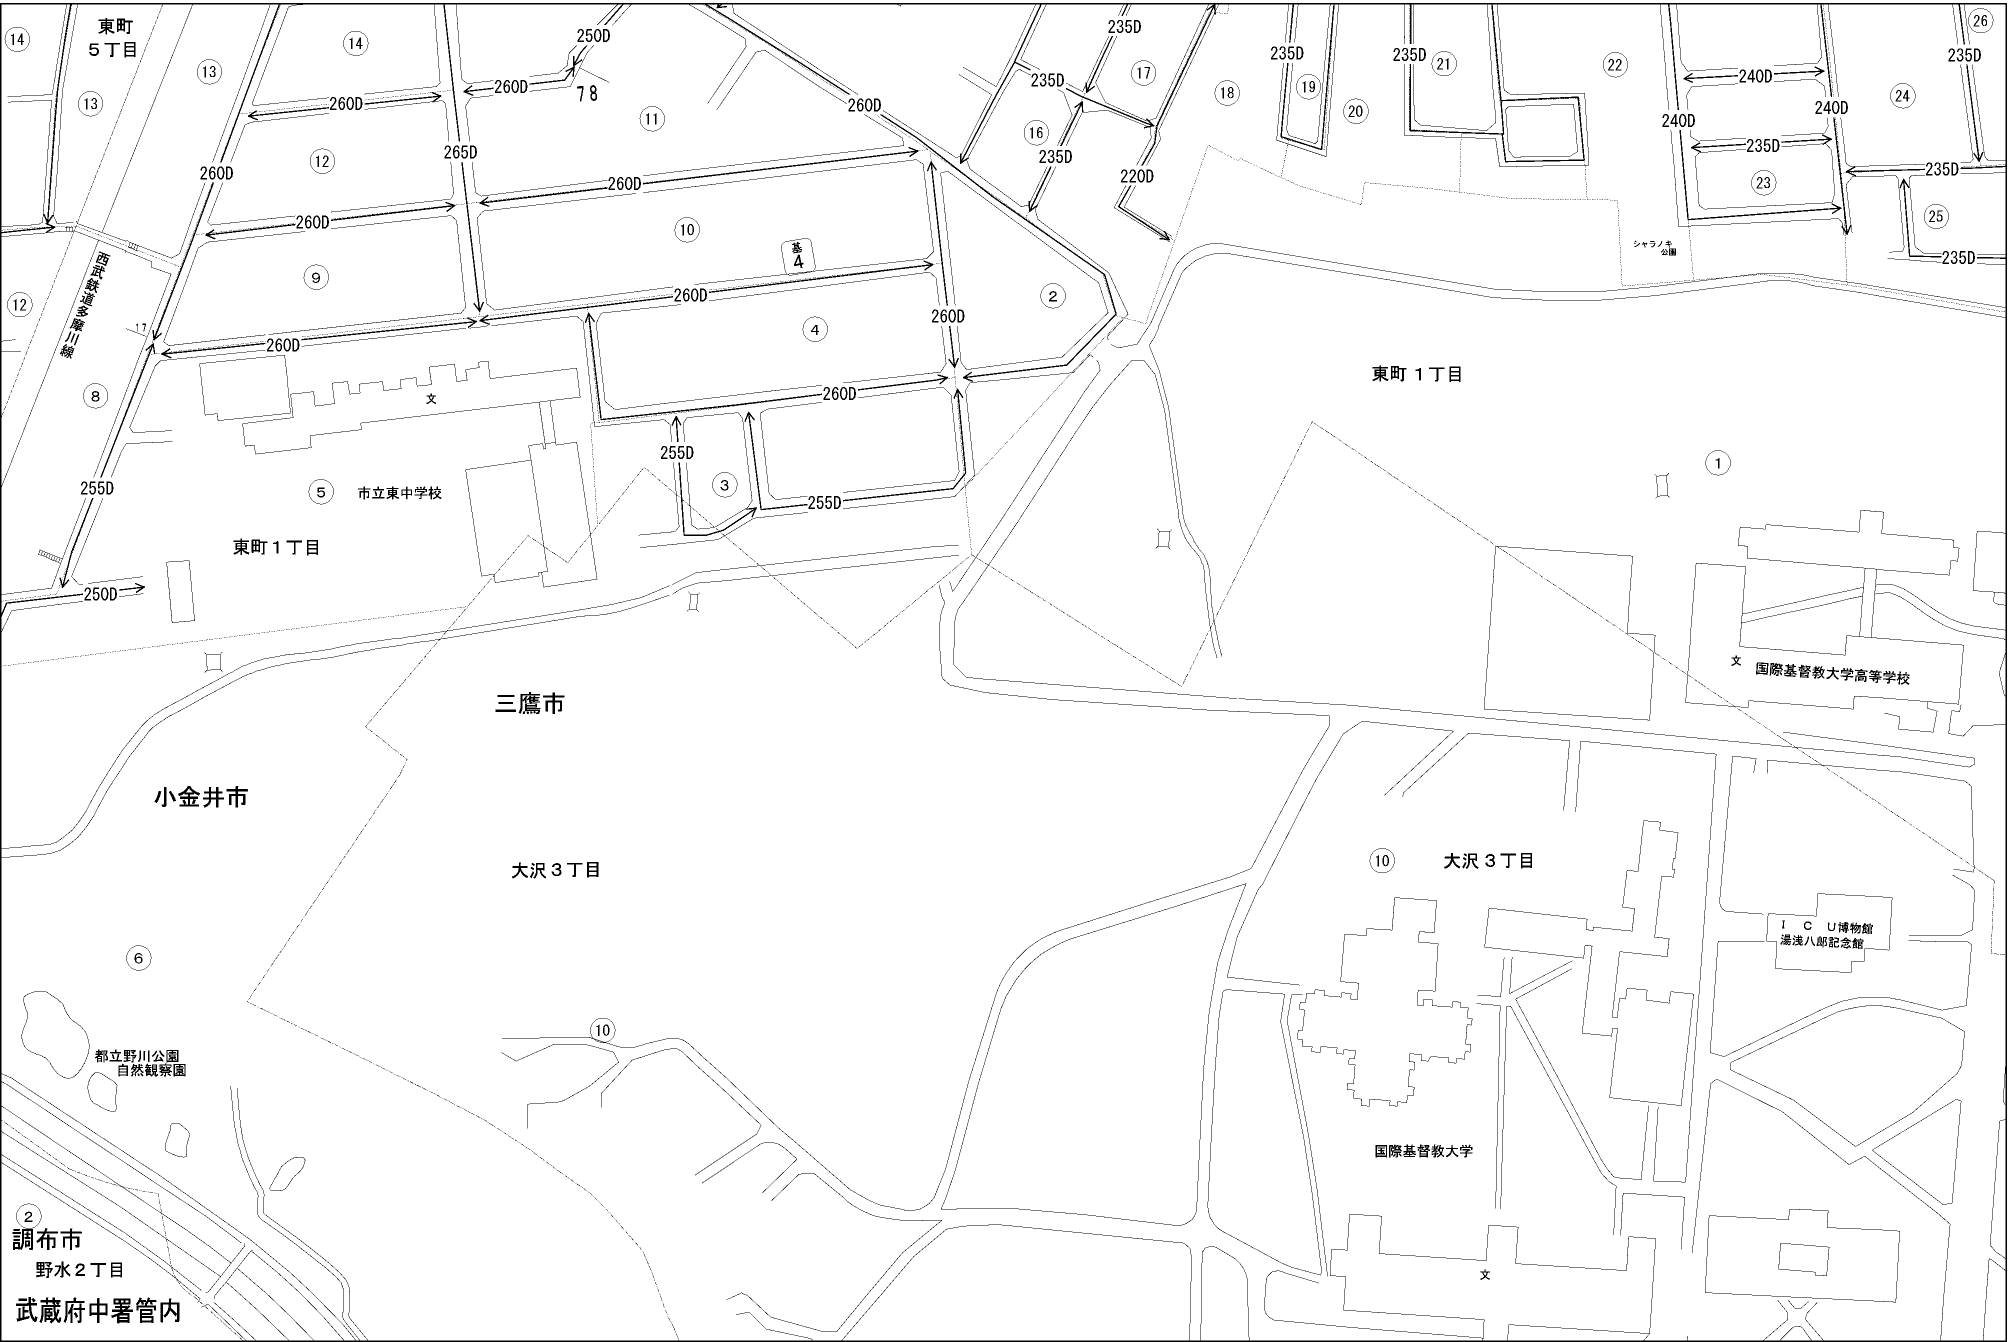 14
東町
５丁目
13
13
14
250D
260D
260D
78
11
12
265D
260D
260D
260D
260D
235D
235D
17
16
235D
220D
18
235D
19
235D
20
235D
21
22
240D
240D
240D
235D
23
24
26
235D
235D
25
235D
シャラノキ
公園
10
基
4
9
12
西武鉄道多摩川線
17
260D
260D
260D
2
4
260D
8
文
260D
255D
3
255D
255D
5
市立東中学校
東町１丁目
250D
東町１丁目
1
文
国際基督教大学高等学校
三鷹市
小金井市
大沢３丁目
10
大沢３丁目
Ｉ Ｃ Ｕ博物館
湯浅八郎記念館
6
10
都立野川公園
自然観察園
国際基督教大学
2
調布市
野水２丁目
武蔵府中署管内
文